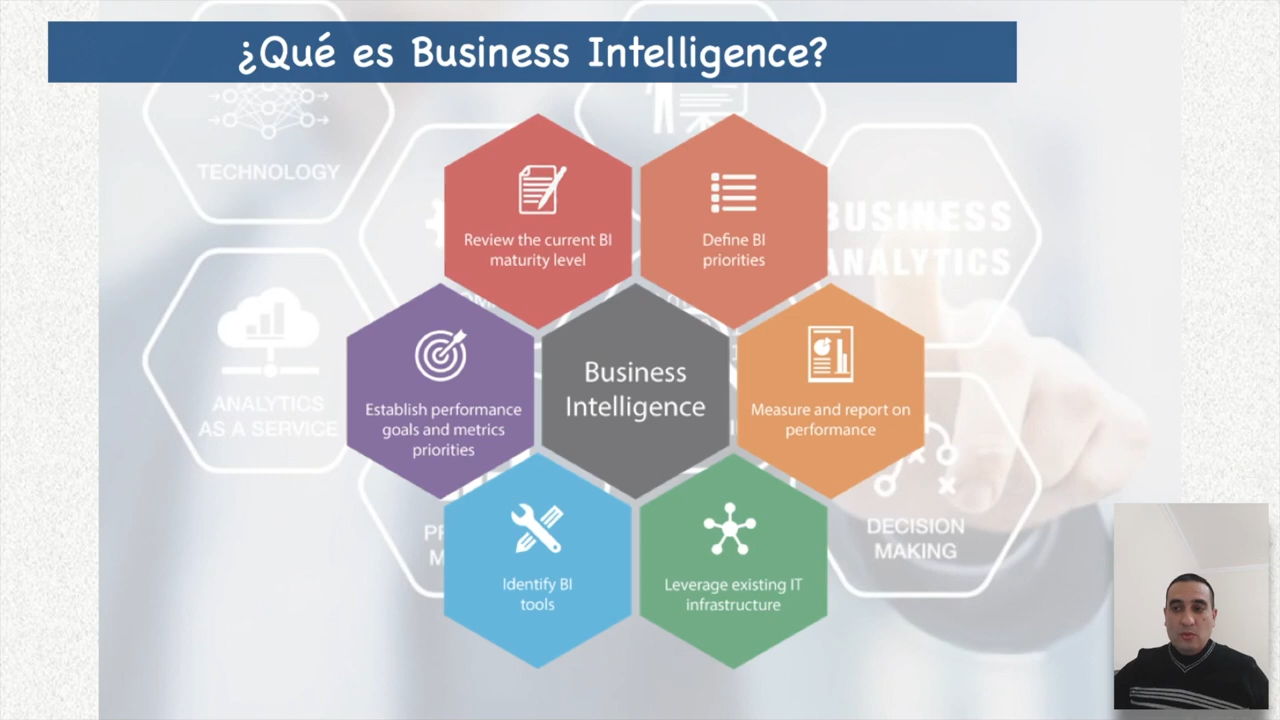 ¿Qué es Business Intelligence?
TECHNOLOGY
BUSINESS
ANALYTICS
Review the current BI
maturity level
Define BI
priorities
ANALYTICS
AS A SERVICE
Establish performance
goals and metrics
priorities
Business
Intelligence
Measure and report on
performance
DECISION
MAKING
Identify BI
tools
Leverage existing IT
infrastructure